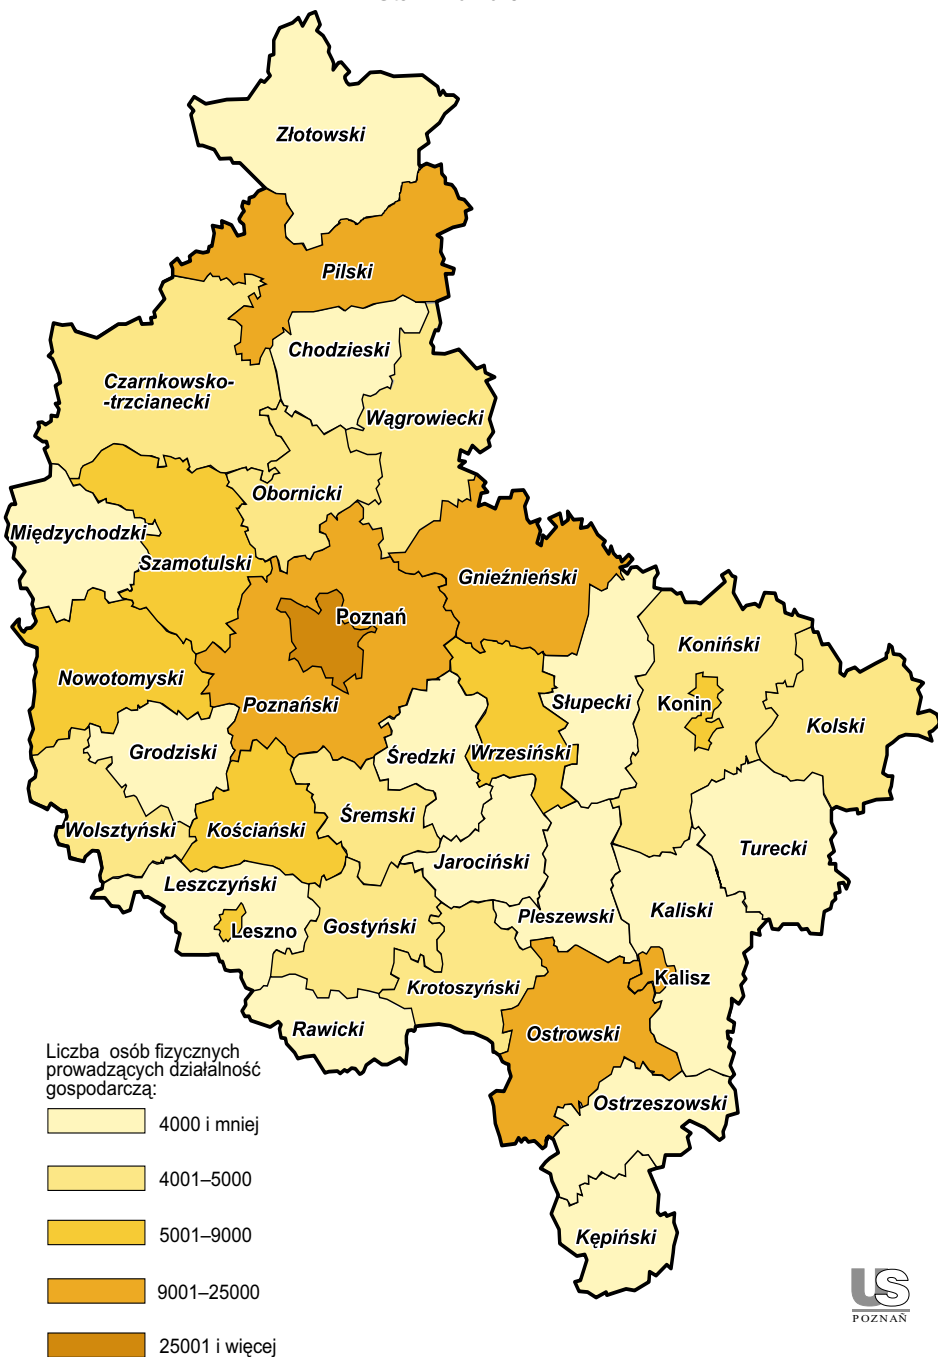 Złotowski
Pilski
Chodzieski
Czarnkowsko-
-trzcianecki
Wągrowiecki
Obornicki
Międzychodzki
Szamotulski
Gnieźnieński
Poznań
Koniński
Nowotomyski
Poznański
Słupecki
Konin
Kolski
Grodziski
Średzki
Wrzesiński
Wolsztyński
Kościański
Śremski
Jarociński
Turecki
Leszczyński
Leszno
Gostyński
Pleszewski
Kaliski
Krotoszyński
Kalisz
Rawicki
Ostrowski
Ostrzeszowski
Kępiński
Liczba osób fizycznych
prowadzących działalność
gospodarczą:
4000 i mniej
4001–5000
5001–9000
9001–25000
25001 i więcej
US
POZNAÑ